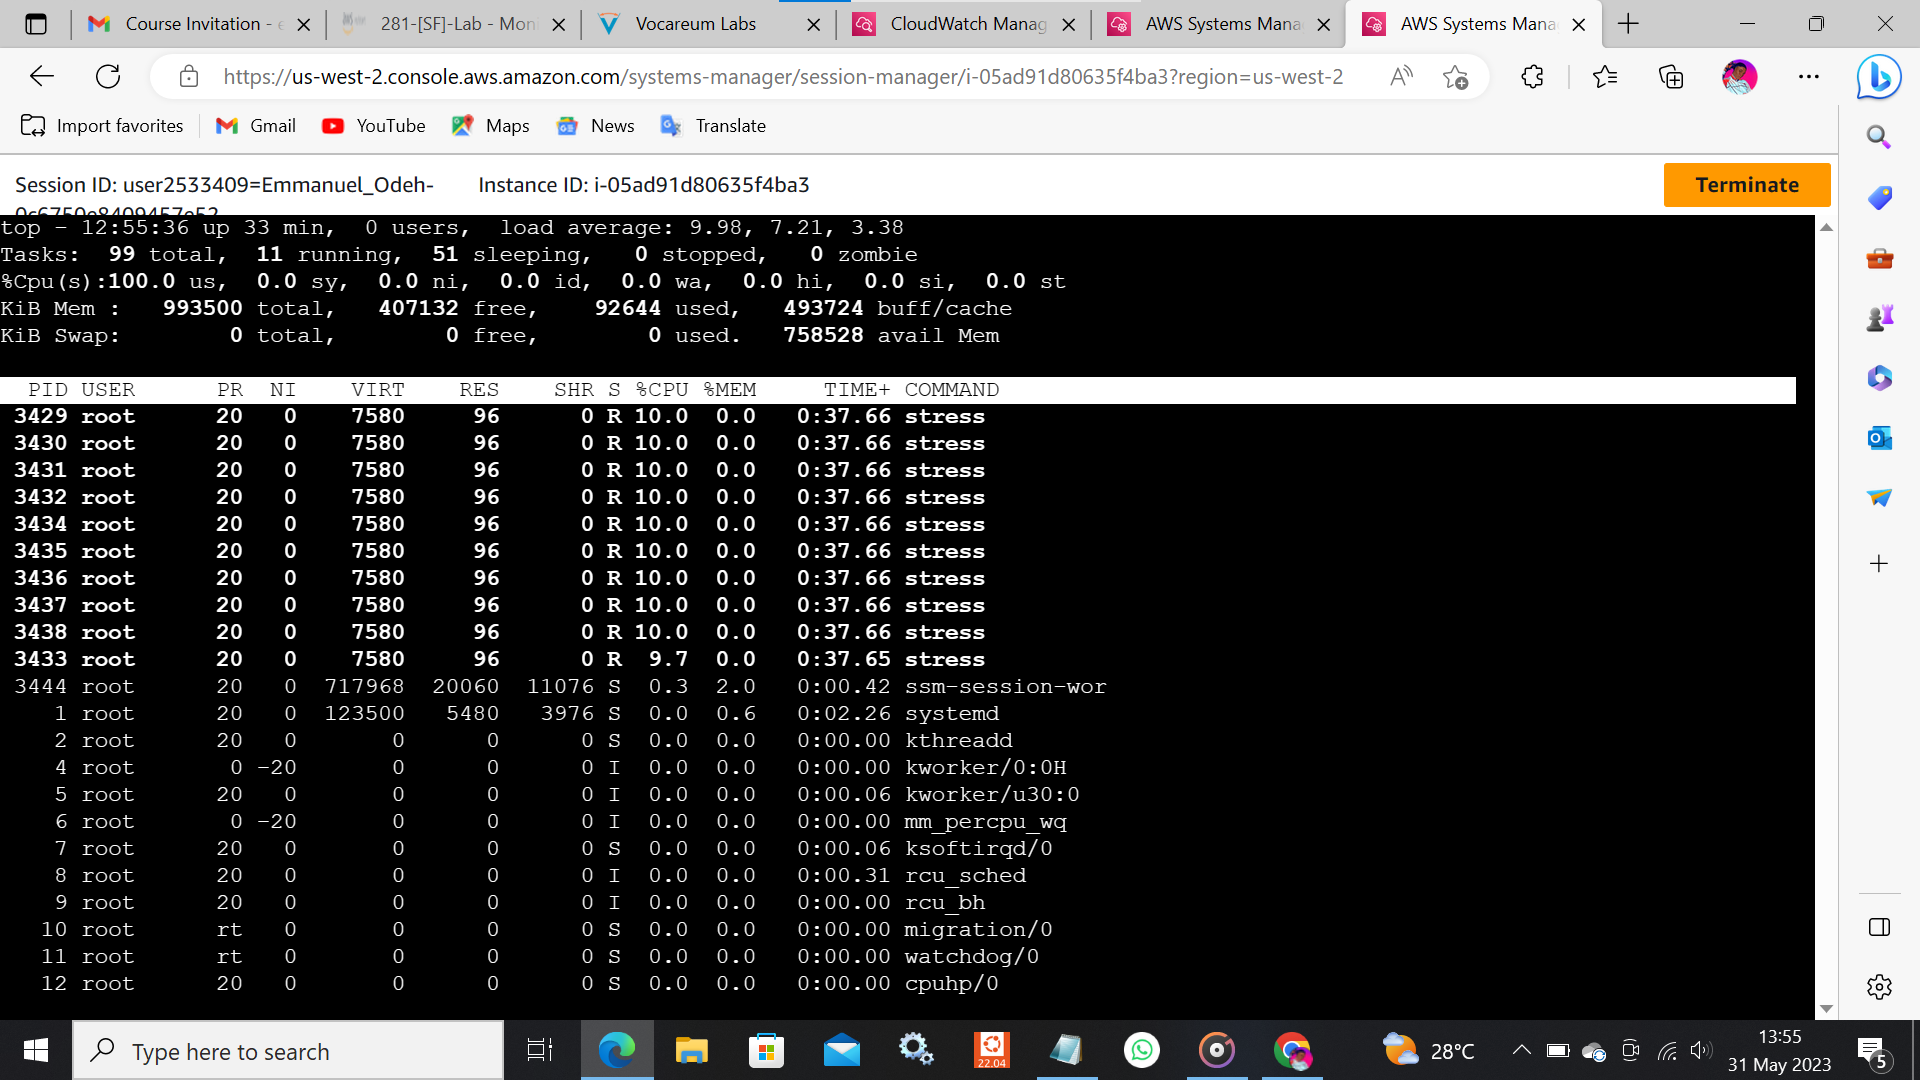 Course Invitation - e
281-[SF]-Lab - Moni
Vocareum Labs
CloudWatch Manag
AWS Systems Mana
AWS Systems Mana
https://us-west-2.console.aws.amazon.com/systems-manager/session-manager/i-05ad91d80635f4ba3?region=us-west-2
Import favorites
Gmail
YouTube
Maps
News
Translate
Session ID: user2533409=Emmanuel_Odeh-
0c6750e8409457e52
Instance ID: i-05ad91d80635f4ba3
Terminate
top - 12:55:36 up 33 min,  0 users,  load average: 9.98, 7.21, 3.38
Tasks:  99 total,  11 running,  51 sleeping,   0 stopped,   0 zombie
%Cpu(s):100.0 us,  0.0 sy,  0.0 ni,  0.0 id,  0.0 wa,  0.0 hi,  0.0 si,  0.0 st
KiB Mem :   993500 total,   407132 free,    92644 used,   493724 buff/cache
KiB Swap:        0 total,        0 free,        0 used.   758528 avail Mem
PID USER      PR  NI    VIRT    RES    SHR S %CPU %MEM     TIME+ COMMAND
3429 root      20   0    7580     96      0 R 10.0  0.0   0:37.66 stress
3430 root      20   0    7580     96      0 R 10.0  0.0   0:37.66 stress
3431 root      20   0    7580     96      0 R 10.0  0.0   0:37.66 stress
3432 root      20   0    7580     96      0 R 10.0  0.0   0:37.66 stress
3434 root      20   0    7580     96      0 R 10.0  0.0   0:37.66 stress
3435 root      20   0    7580     96      0 R 10.0  0.0   0:37.66 stress
3436 root      20   0    7580     96      0 R 10.0  0.0   0:37.66 stress
3437 root      20   0    7580     96      0 R 10.0  0.0   0:37.66 stress
3438 root      20   0    7580     96      0 R 10.0  0.0   0:37.66 stress
3433 root      20   0    7580     96      0 R  9.7  0.0   0:37.65 stress
3444 root      20   0  717968  20060  11076 S  0.3  2.0   0:00.42 ssm-session-wor
1 root      20   0  123500   5480   3976 S  0.0  0.6   0:02.26 systemd
2 root      20   0       0      0      0 S  0.0  0.0   0:00.00 kthreadd
4 root       0 -20       0      0      0 I  0.0  0.0   0:00.00 kworker/0:0H
5 root      20   0       0      0      0 I  0.0  0.0   0:00.06 kworker/u30:0
6 root       0 -20       0      0      0 I  0.0  0.0   0:00.00 mm_percpu_wq
7 root      20   0       0      0      0 S  0.0  0.0   0:00.06 ksoftirqd/0
8 root      20   0       0      0      0 I  0.0  0.0   0:00.31 rcu_sched
9 root      20   0       0      0      0 I  0.0  0.0   0:00.00 rcu_bh
10 root      rt   0       0      0      0 S  0.0  0.0   0:00.00 migration/0
11 root      rt   0       0      0      0 S  0.0  0.0   0:00.00 watchdog/0
12 root      20   0       0      0      0 S  0.0  0.0   0:00.00 cpuhp/0
Type here to search
22.04
28°C
13:55
31 May 2023
5